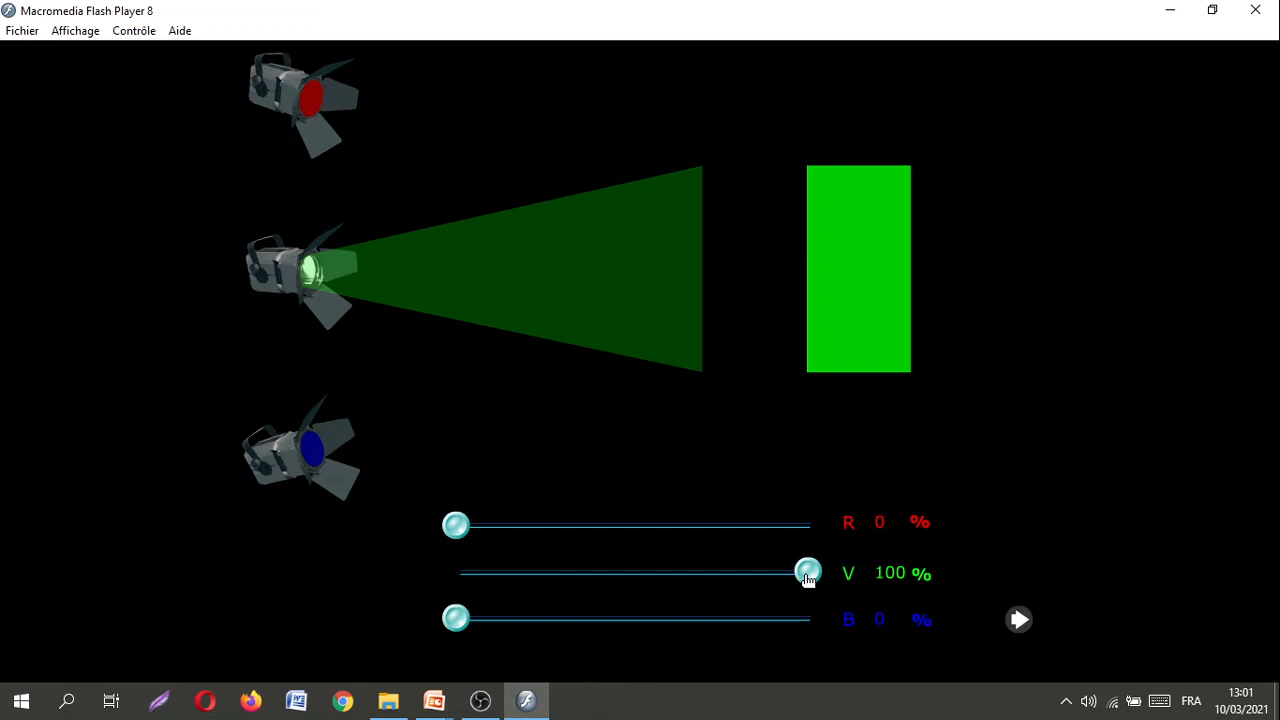 Macromedia Flash Player 8
Fichier Affichage Contrôle Aide
R 0 %
V 100 %
B 0 %
FRA
13:01
10/03/2021